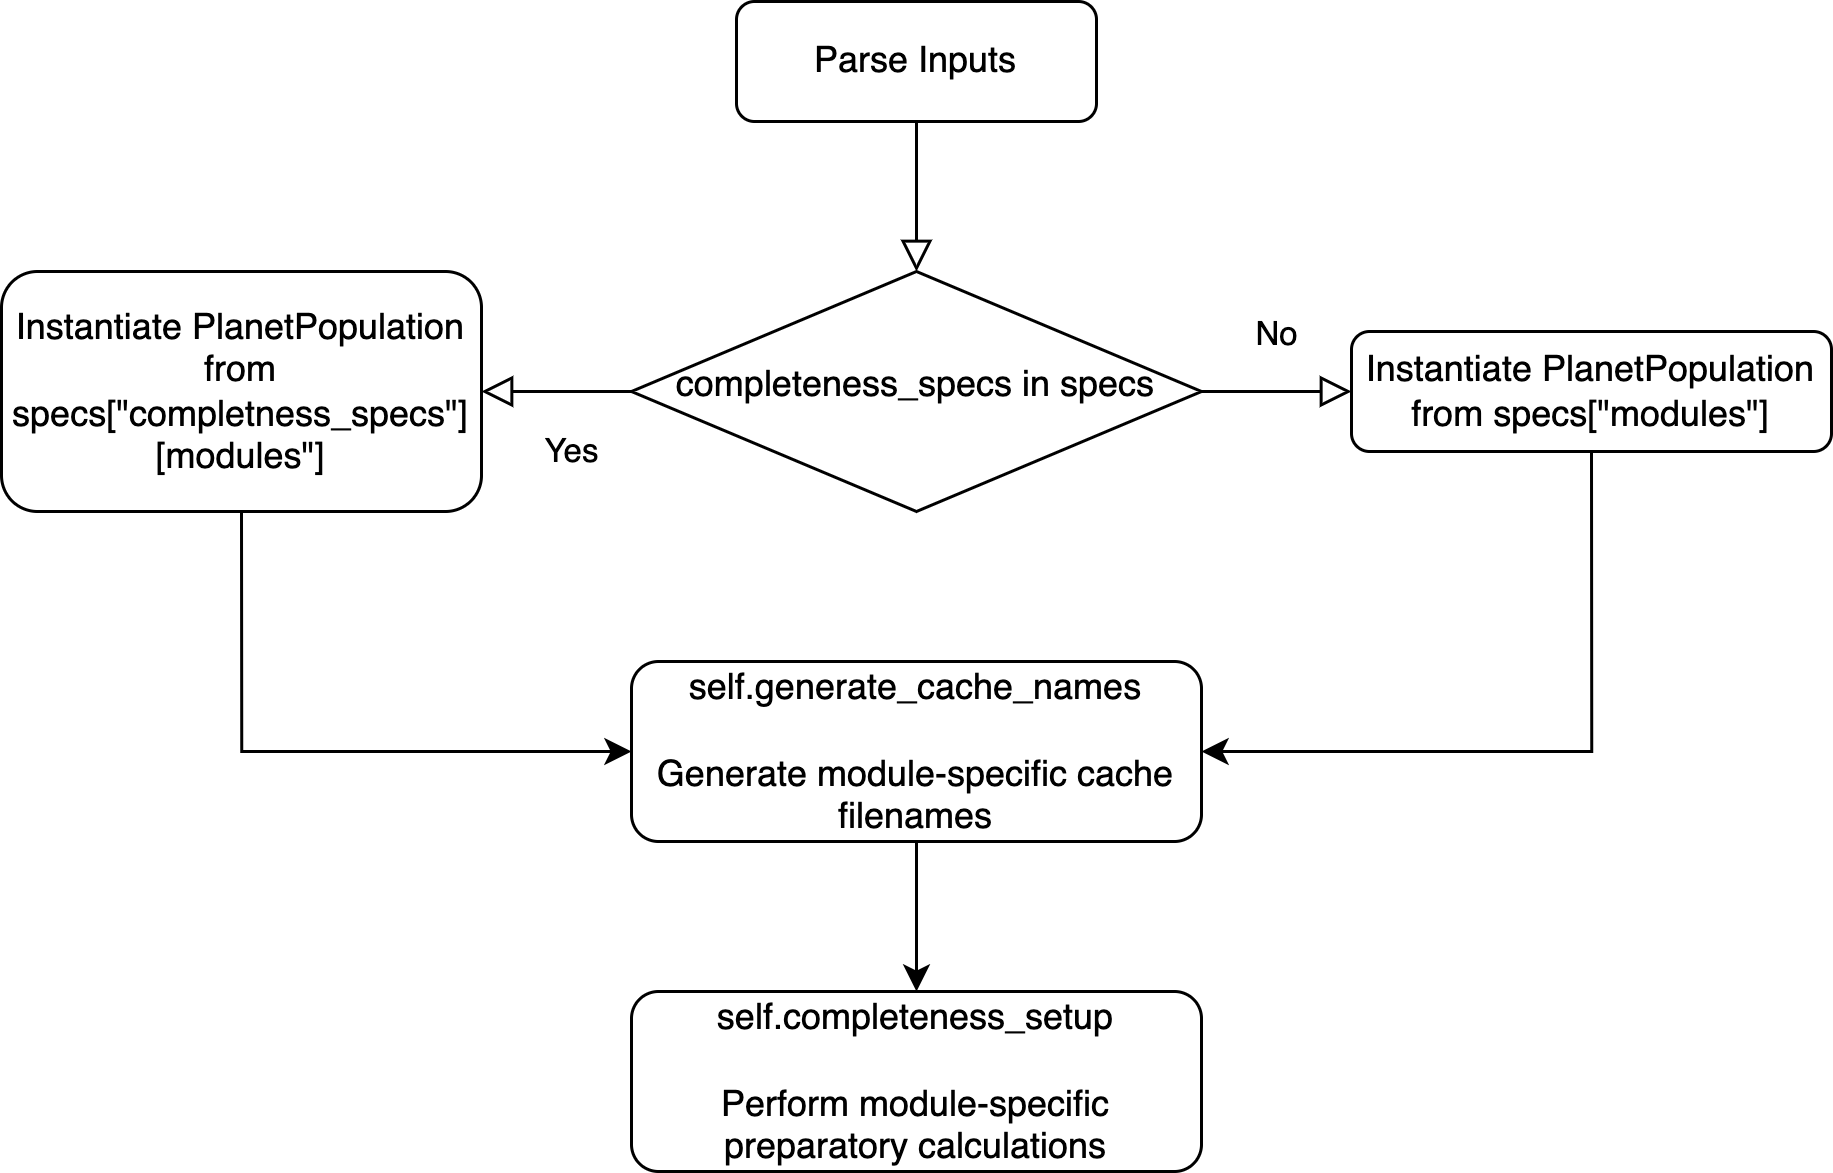 Parse Inputs
Instantiate PlanetPopulation
from
specs["completness_specs"]
[modules"]
Yes
completeness_specs in specs
No
Instantiate PlanetPopulation
from specs["modules"]
self.generate_cache_names
Generate module-specific cache
filenames
self.completeness_setup
Perform module-specific
preparatory calculations